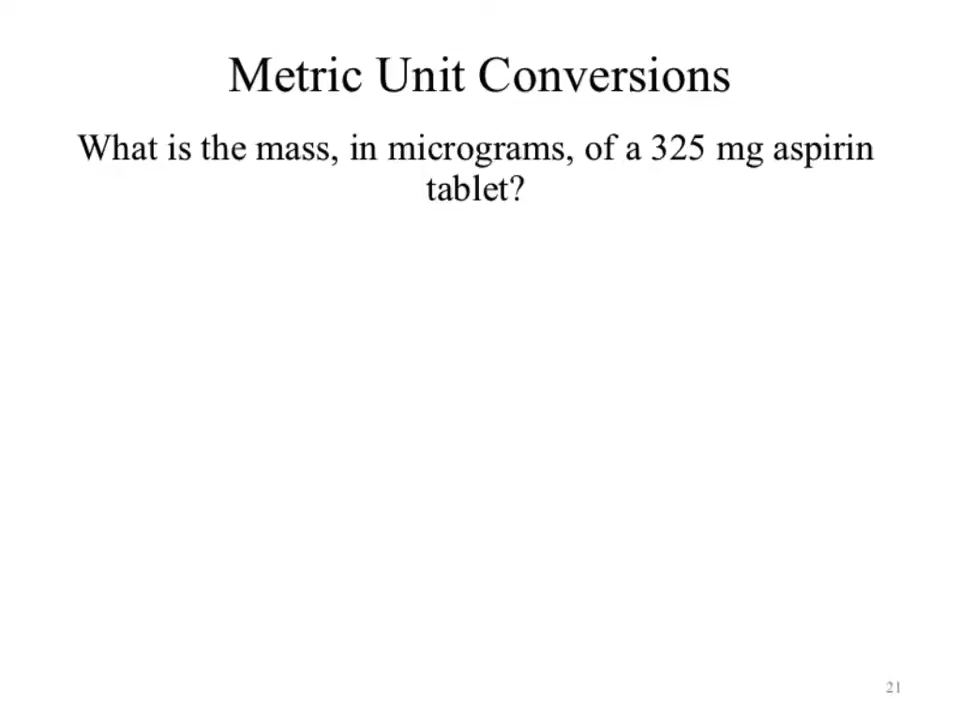 Metric Unit Conversions
What is the mass, in micrograms, of a 325 mg aspirin
tablet?
21